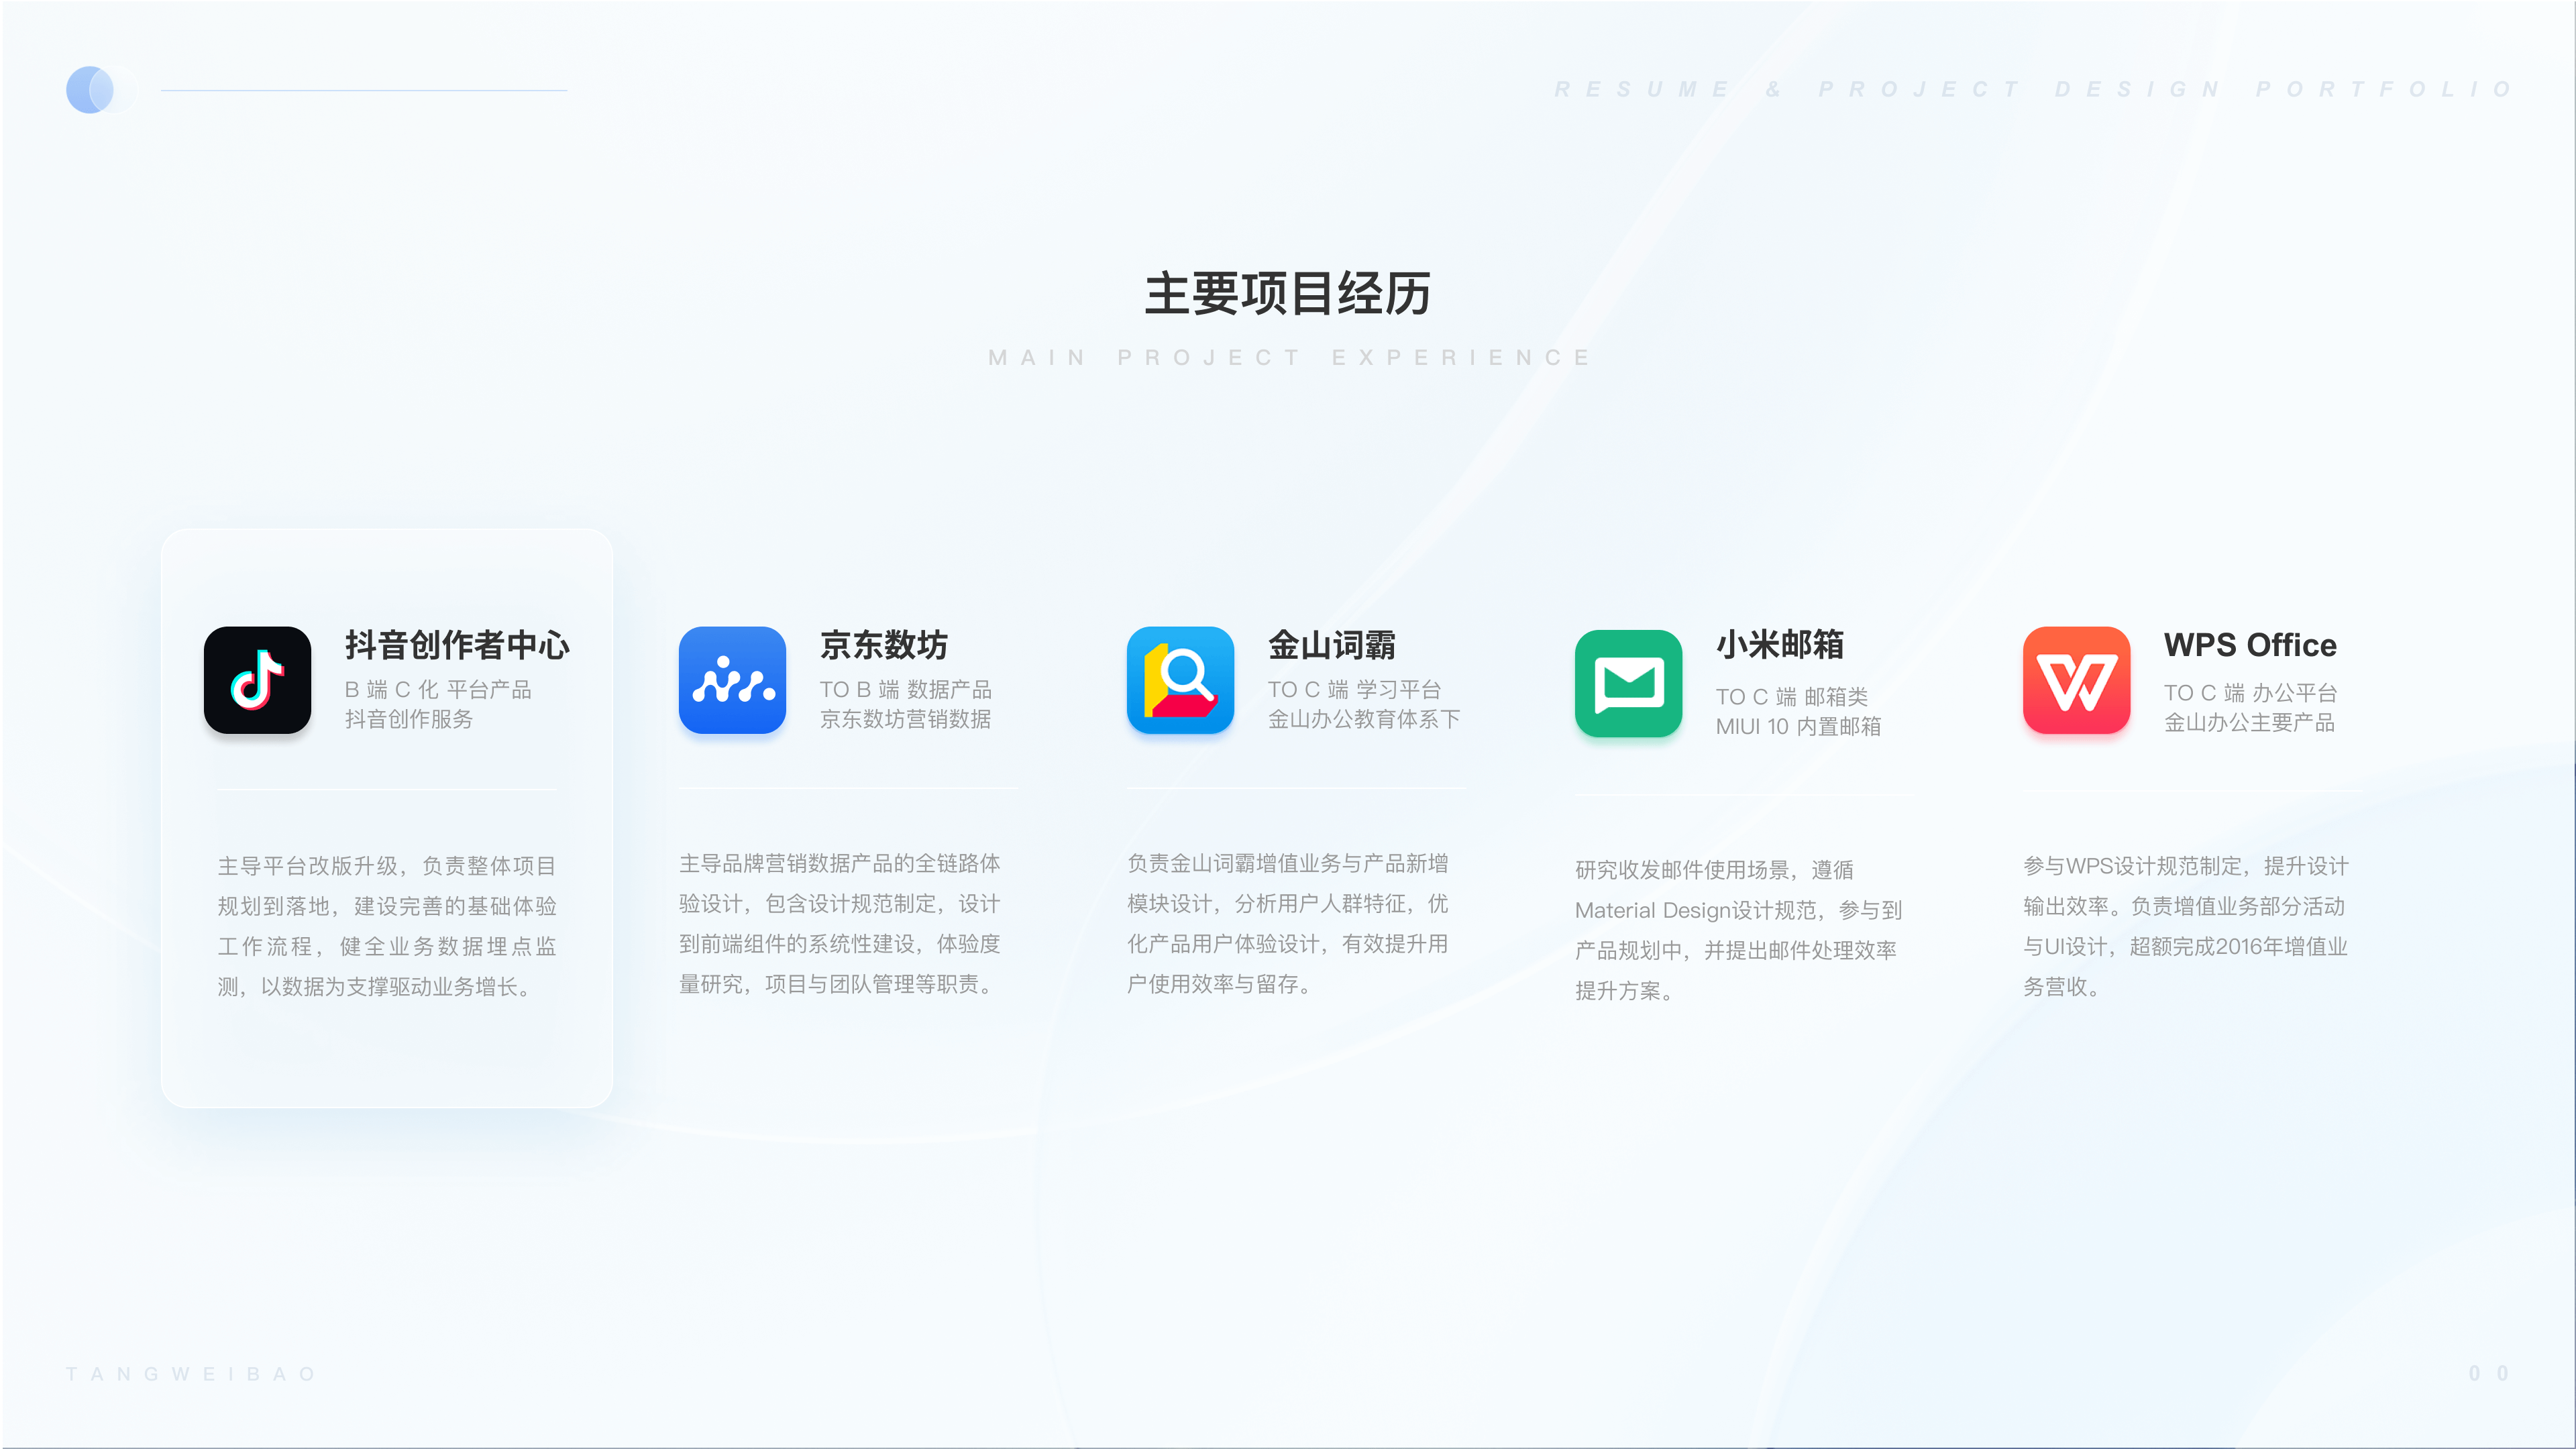 RESUME & PROJECT DESIGN PORTFOLIO
主要项目经历
MAIN PROJECT EXPERIENCE
抖音创作者中心
B 端 C 化 平台产品
抖音创作服务
主导平台改版升级，负责整体项目
规划到落地，建设完善的基础体验
工作流程，健全业务数据埋点监
测，以数据为支撑驱动业务增长。
京东数坊
TO B 端 数据产品
京东数坊营销数据
主导品牌营销数据产品的全链路体
验设计，包含设计规范制定，设计
到前端组件的系统性建设，体验度
量研究，项目与团队管理等职责。
金山词霸
TO C 端 学习平台
金山办公教育体系下
负责金山词霸增值业务与产品新增
模块设计，分析用户人群特征，优
化产品用户体验设计，有效提升用
户使用效率与留存。
小米邮箱
TO C 端 邮箱类
MIUI 10 内置邮箱
研究收发邮件使用场景，遵循
Material Design设计规范，参与到
产品规划中，并提出邮件处理效率
提升方案。
WPS Office
TO C 端 办公平台
金山办公主要产品
参与WPS设计规范制定，提升设计
输出效率。负责增值业务部分活动
与UI设计，超额完成2016年增值业
务营收。
TANGWEIBAO
00